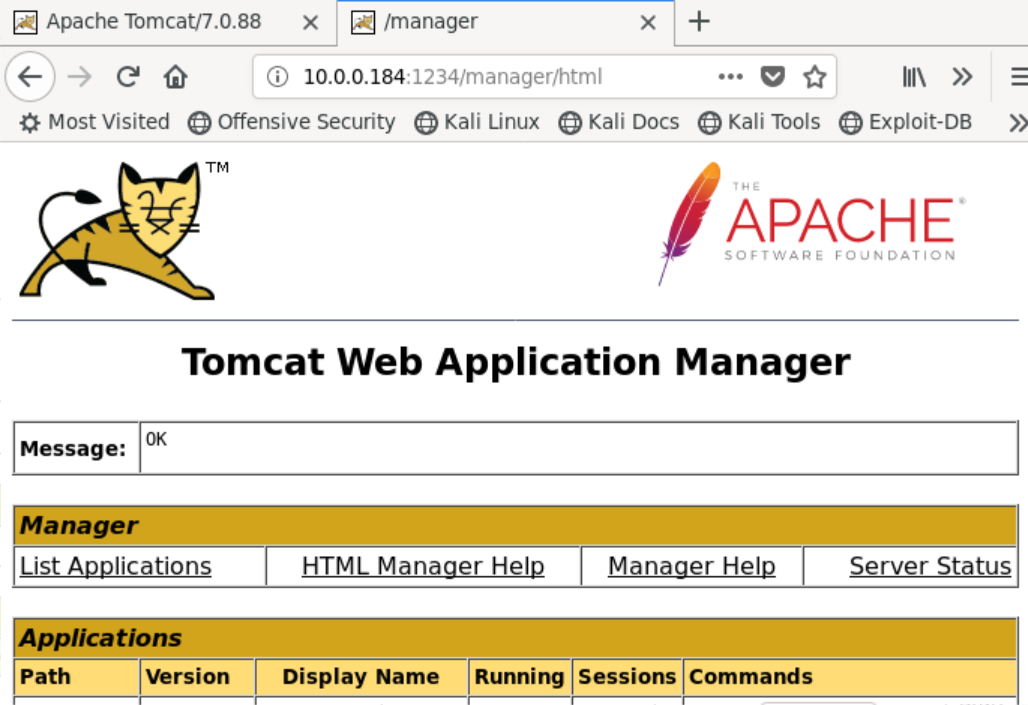 Apache Tomcat/7.0.88
/manager
10.0.0.184:1234/manager/html
Most Visited Offensive Security Kali Linux Kali Docs Kali Tools Exploit-DB
TM
THE
APACHE®
SOFTWARE FOUNDATION
Tomcat Web Application Manager
Message: OK
Manager
List Applications HTML Manager Help Manager Help Server Status
Applications
Path Version Display Name Running Sessions Commands